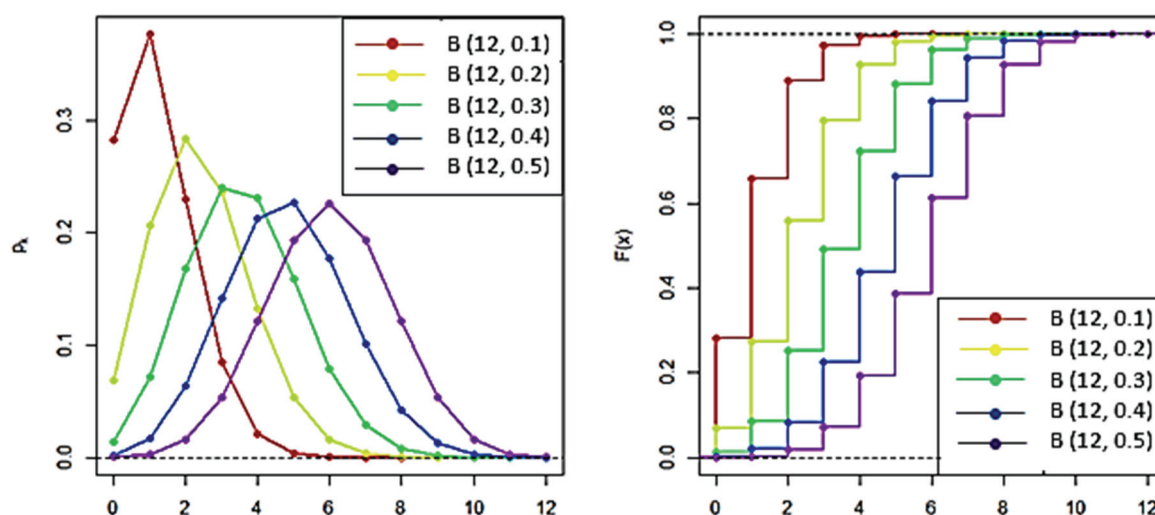 B (12, 0.1)
B (12, 0.2)
B (12, 0.3)
B (12, 0.4)
B (12, 0.5)
0.0
0.1
0.2
0.3
pₖ
0 2 4 6 8 10 12
B (12, 0.1)
B (12, 0.2)
B (12, 0.3)
B (12, 0.4)
B (12, 0.5)
0.0
0.2
0.4
0.6
0.8
1.0
F(x)
0 2 4 6 8 10 12